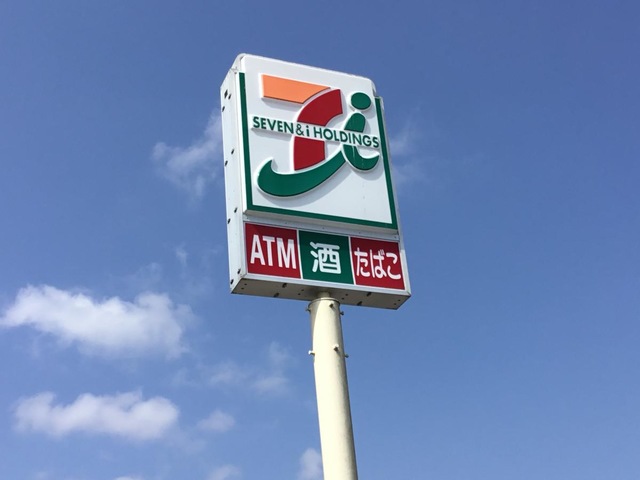 SEVEN & i HOLDINGS
ATM 酒 たばこ